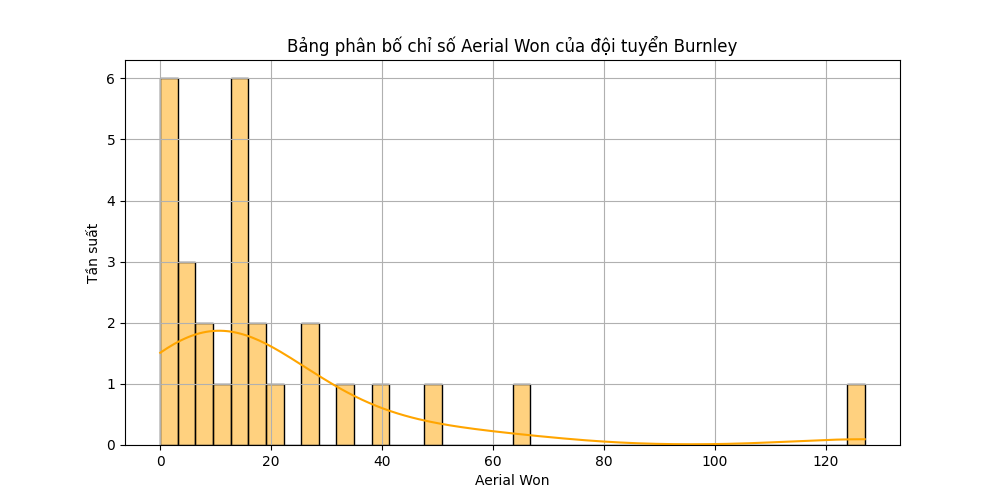 Bảng phân bố chỉ số Aerial Won của đội tuyển Burnley
6
5
4
3
2
1
0
Tần suất
0 20 40 60 80 100 120
Aerial Won